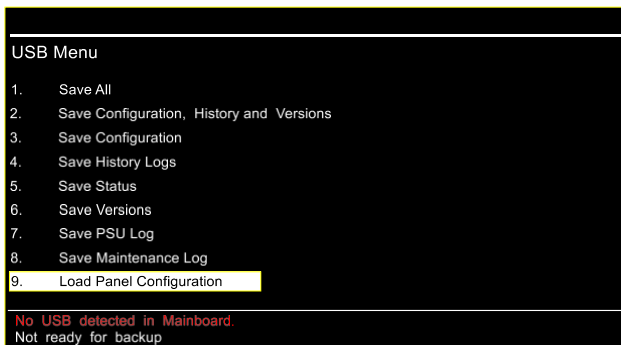 USB Menu
1. Save All
2. Save Configuration, History and Versions
3. Save Configuration
4. Save History Logs
5. Save Status
6. Save Versions
7. Save PSU Log
8. Save Maintenance Log
9. Load Panel Configuration
No USB detected in Mainboard.
Not ready for backup